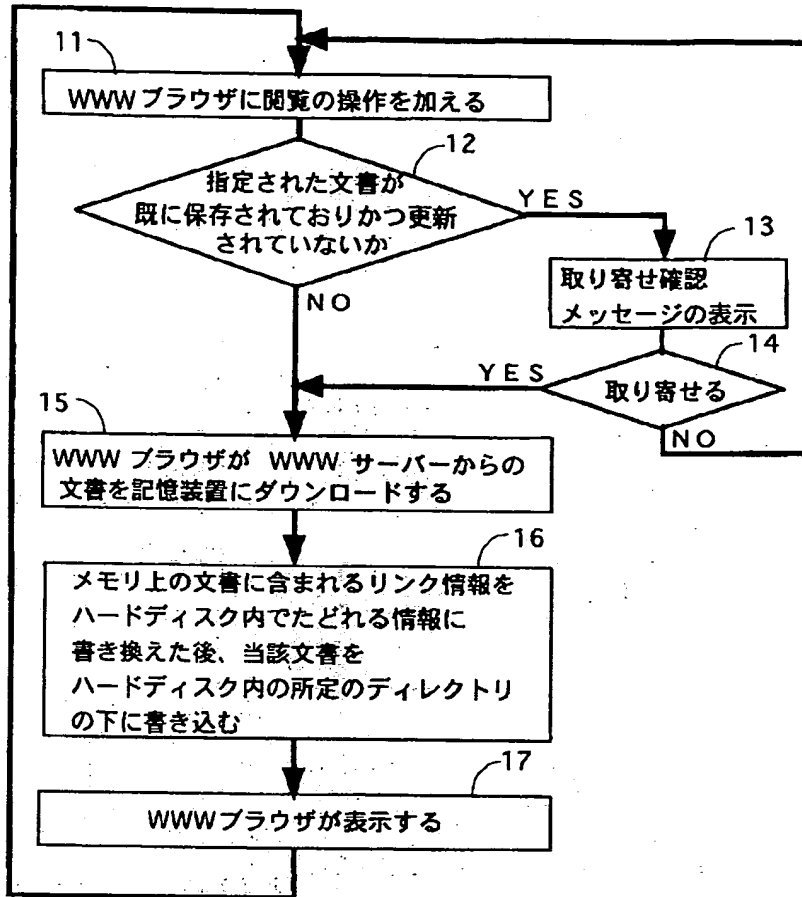 11
WWWブラウザに閲覧の操作を加える
12
指定された文書が
既に保存されておりかつ更新
されていないか
YES
NO
13
取り寄せ確認
メッセージの表示
14
取り寄せる
YES
NO
15
WWW ブラウザが WWW サーバーからの
文書を記憶装置にダウンロードする
16
メモリ上の文書に含まれるリンク情報を
ハードディスク内でたどれる情報に
書き換えた後、当該文書を
ハードディスク内の所定のディレクトリ
の下に書き込む
17
WWWブラウザが表示する